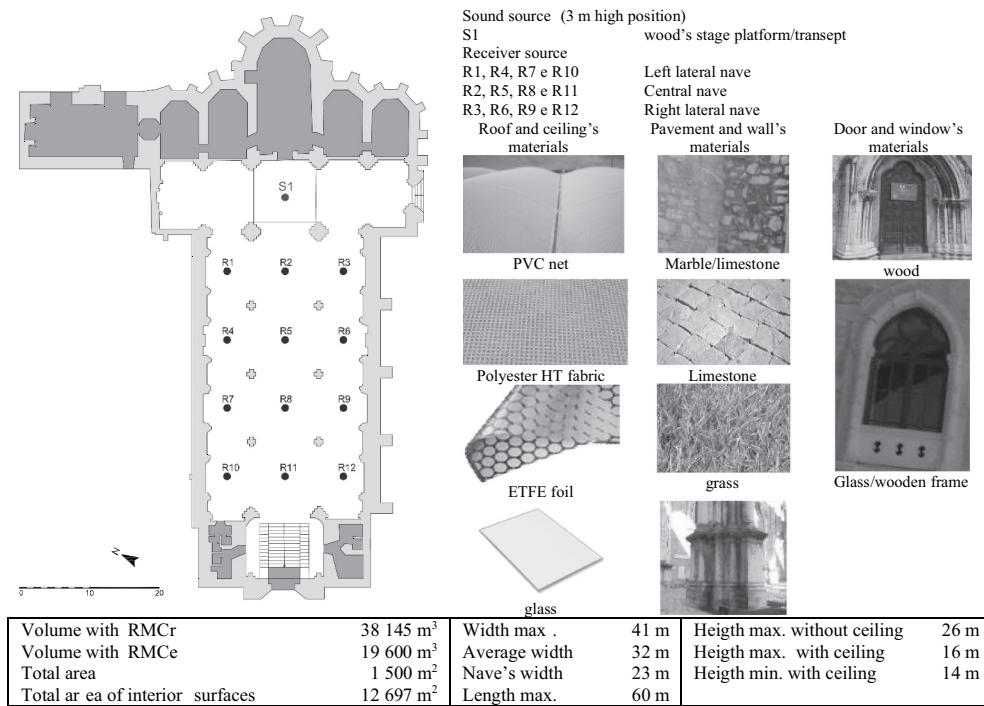 Sound source (3 m high position)
S1 wood's stage platform/transept
Receiver source
R1, R4, R7 e R10 Left lateral nave
R2, R5, R8 e R11 Central nave
R3, R6, R9 e R12 Right lateral nave
Roof and ceiling's materials
Pavement and wall's materials
Door and window's materials
PVC net
Marble/limestone
wood
Polyester HT fabric
Limestone
ETFE foil
grass
Glass/wooden frame
glass
S1
R1 R2 R3
R4 R5 R6
R7 R8 R9
R10 R11 R12
N
0 10 20
Volume with RMCr 38 145 m³
Volume with RMCe 19 600 m³
Total area 1 500 m²
Total ar ea of interior surfaces 12 697 m²
Width max . 41 m
Average width 32 m
Nave's width 23 m
Length max. 60 m
Heigth max. without ceiling 26 m
Heigth max. with ceiling 16 m
Heigth min. with ceiling 14 m